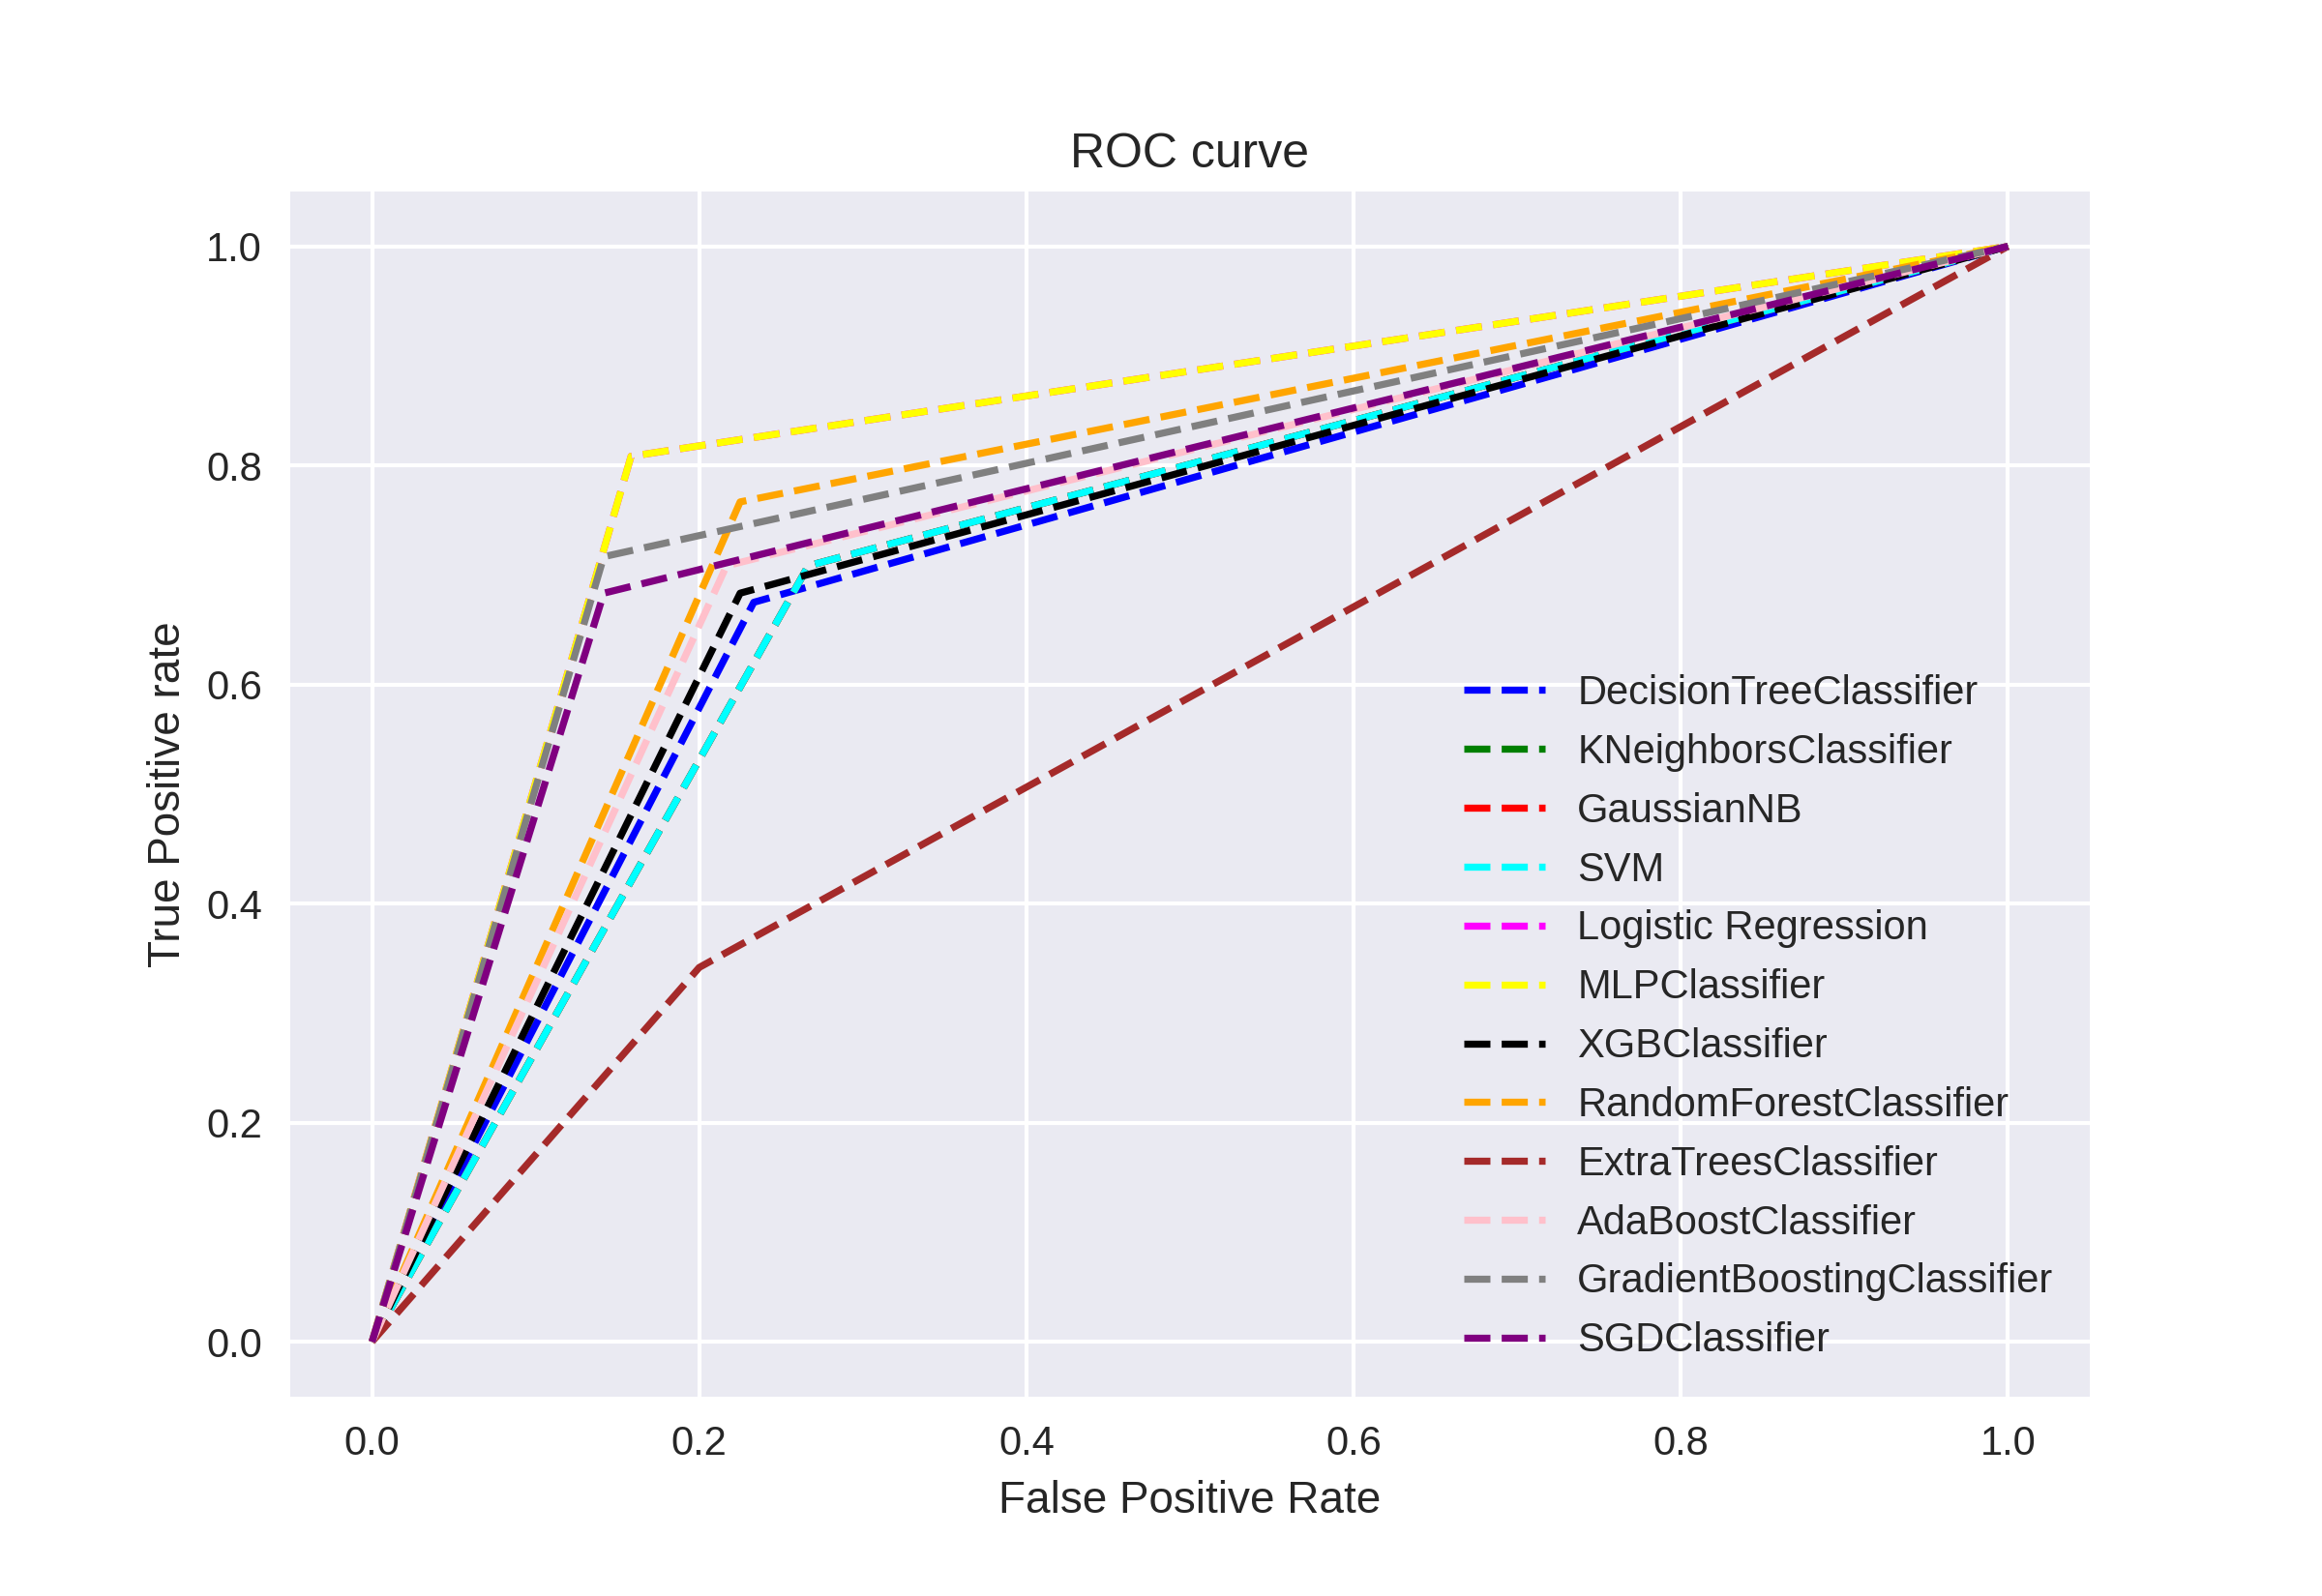 ROC curve
1.0
0.8
0.6
0.4
0.2
0.0
True Positive rate
DecisionTreeClassifier
KNeighborsClassifier
GaussianNB
SVM
Logistic Regression
MLPClassifier
XGBClassifier
RandomForestClassifier
ExtraTreesClassifier
AdaBoostClassifier
GradientBoostingClassifier
SGDClassifier
0.0 0.2 0.4 0.6 0.8 1.0
False Positive Rate